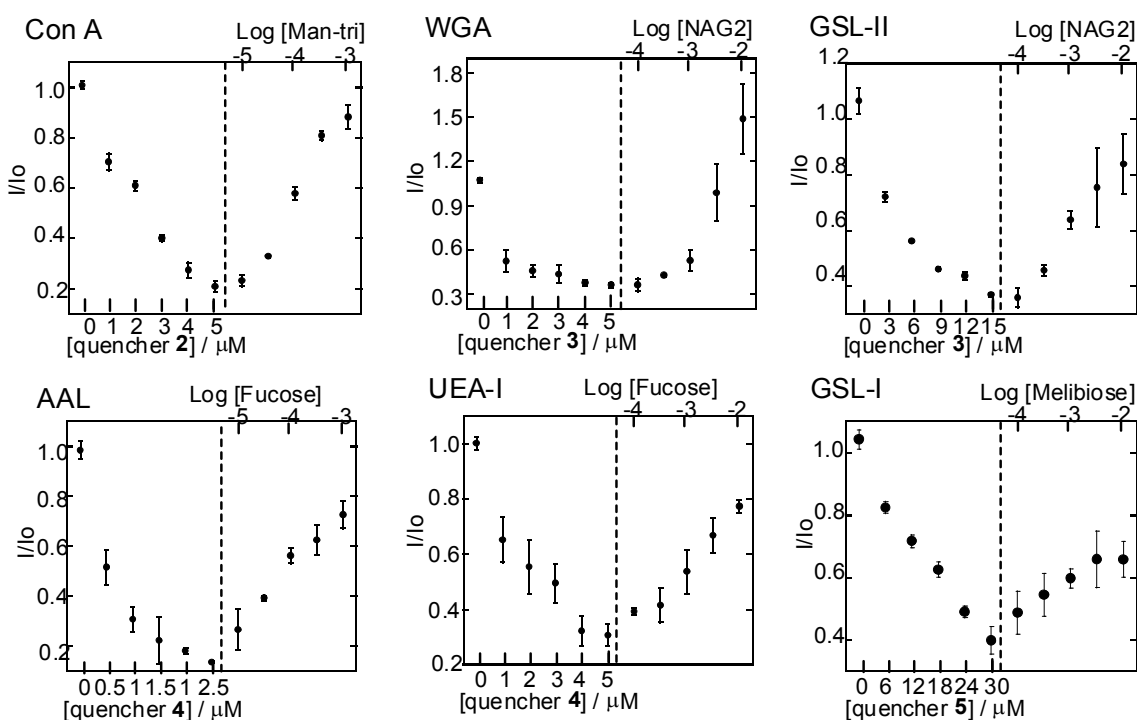 Con A
Log [Man-tri]
-5 -4 -3
1.0
0.8
0.6
0.4
0.2
I/Io
0 1 2 3 4 5
[quencher 2] / μM
WGA
Log [NAG2]
-4 -3 -2
1.8
1.5
1.2
0.9
0.6
0.3
I/Io
0 1 2 3 4 5
[quencher 3] / μM
GSL-II
Log [NAG2]
-4 -3 -2
1.2
1.0
0.8
0.6
0.4
I/Io
0 3 6 9 12 15
[quencher 3] / μM
AAL
Log [Fucose]
-5 -4 -3
1.0
0.8
0.6
0.4
0.2
I/Io
0 0.5 1 1.5 1 2.5
[quencher 4] / μM
UEA-I
Log [Fucose]
-4 -3 -2
1.0
0.8
0.6
0.4
0.2
I/Io
0 1 2 3 4 5
[quencher 4] / μM
GSL-I
Log [Melibiose]
-4 -3 -2
1.0
0.8
0.6
0.4
I/Io
0 6 12 18 24 30
[quencher 5] / μM